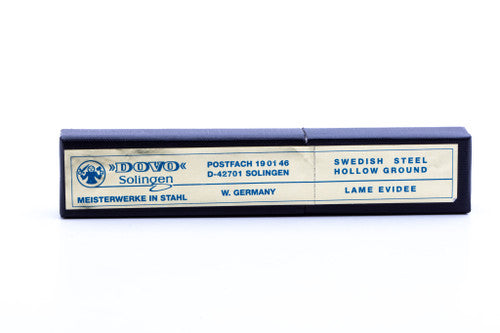 »DOVO«
Solingen
MEISTERWERKE IN STAHL
POSTFACH 19 01 46
D-42701 SOLINGEN
W. GERMANY
SWEDISH STEEL
HOLLOW GROUND
LAME EVIDEE